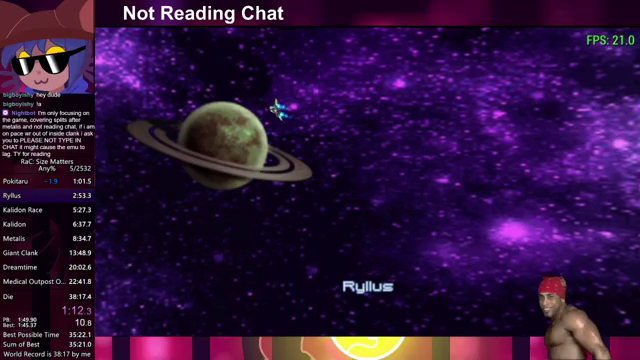 Not Reading Chat
FPS: 21.0
bigboyishy hey dude
bigboyishy !a
Nightbot I'm only focusing on
the game, covering splits after
metalis and not reading chat, if i am
on pace wr out of inside clank i ask
you to PLEASE NOT TYPE IN
CHAT it might cause the emu to
lag. TY for reading
RaC: Size Matters
Any% 5/2532
Pokitaru −1.9 1:01.5
Ryllus 2:53.3
Kalidon Race 5:27.3
Kalidon 6:37.7
Metalis 8:34.7
Giant Clank 13:48.9
Dreamtime 20:02.6
Medical Outpost O... 22:41.8
Die 38:17.4
1:12.3
PB: 1:49.90
Best: 1:45.37
10.8
Best Possible Time 35:22.1
Sum of Best 35:21.0
World Record is 38:17 by me
Ryllus